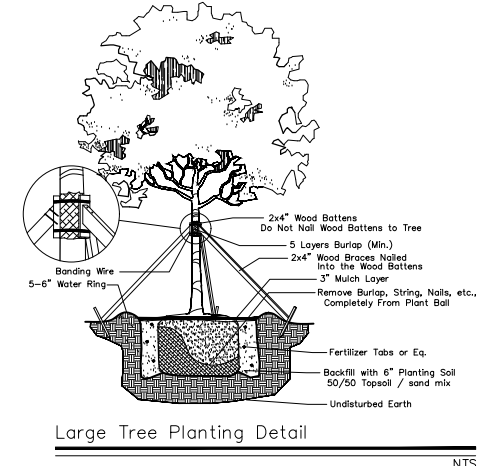 2x4" Wood Battens
Do Not Nail Wood Battens to Tree
5 Layers Burlap (Min.)
2x4" Wood Braces Nailed
Into the Wood Battens
Banding Wire
3" Mulch Layer
5-6" Water Ring
Remove Burlap, String, Nails, etc.,
Completely From Plant Ball
Fertilizer Tabs or Eq.
Backfill with 6" Planting Soil
50/50 Topsoil / sand mix
Undisturbed Earth
Large Tree Planting Detail
NTS